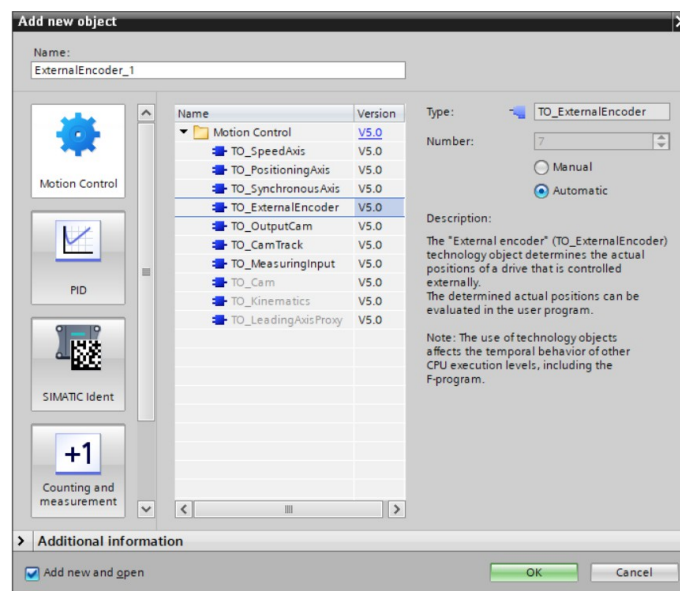 Add new object
Name:
ExternalEncoder_1
Motion Control
PID
SIMATIC Ident
+1
Counting and
measurement
Name Version
Motion Control V5.0
TO_SpeedAxis V5.0
TO_PositioningAxis V5.0
TO_SynchronousAxis V5.0
TO_ExternalEncoder V5.0
TO_OutputCam V5.0
TO_CamTrack V5.0
TO_MeasuringInput V5.0
TO_Cam V5.0
TO_Kinematics V5.0
TO_LeadingAxisProxy V5.0
Type: TO_ExternalEncoder
Number: 7
Manual
Automatic
Description:
The "External encoder" (TO_ExternalEncoder)
technology object determines the actual
positions of a drive that is controlled
externally.
The determined actual positions can be
evaluated in the user program.
Note: The use of technology objects
affects the temporal behavior of other
CPU execution levels, including the
F-program.
Additional information
Add new and open
OK Cancel